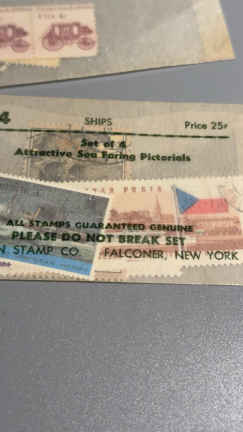 4 SHIPS Price 25¢
Set of 4
Attractive Sea Faring Pictorials
ALL STAMPS GUARANTEED GENUINE
PLEASE DO NOT BREAK SET
N STAMP CO. FALCONER, NEW YORK